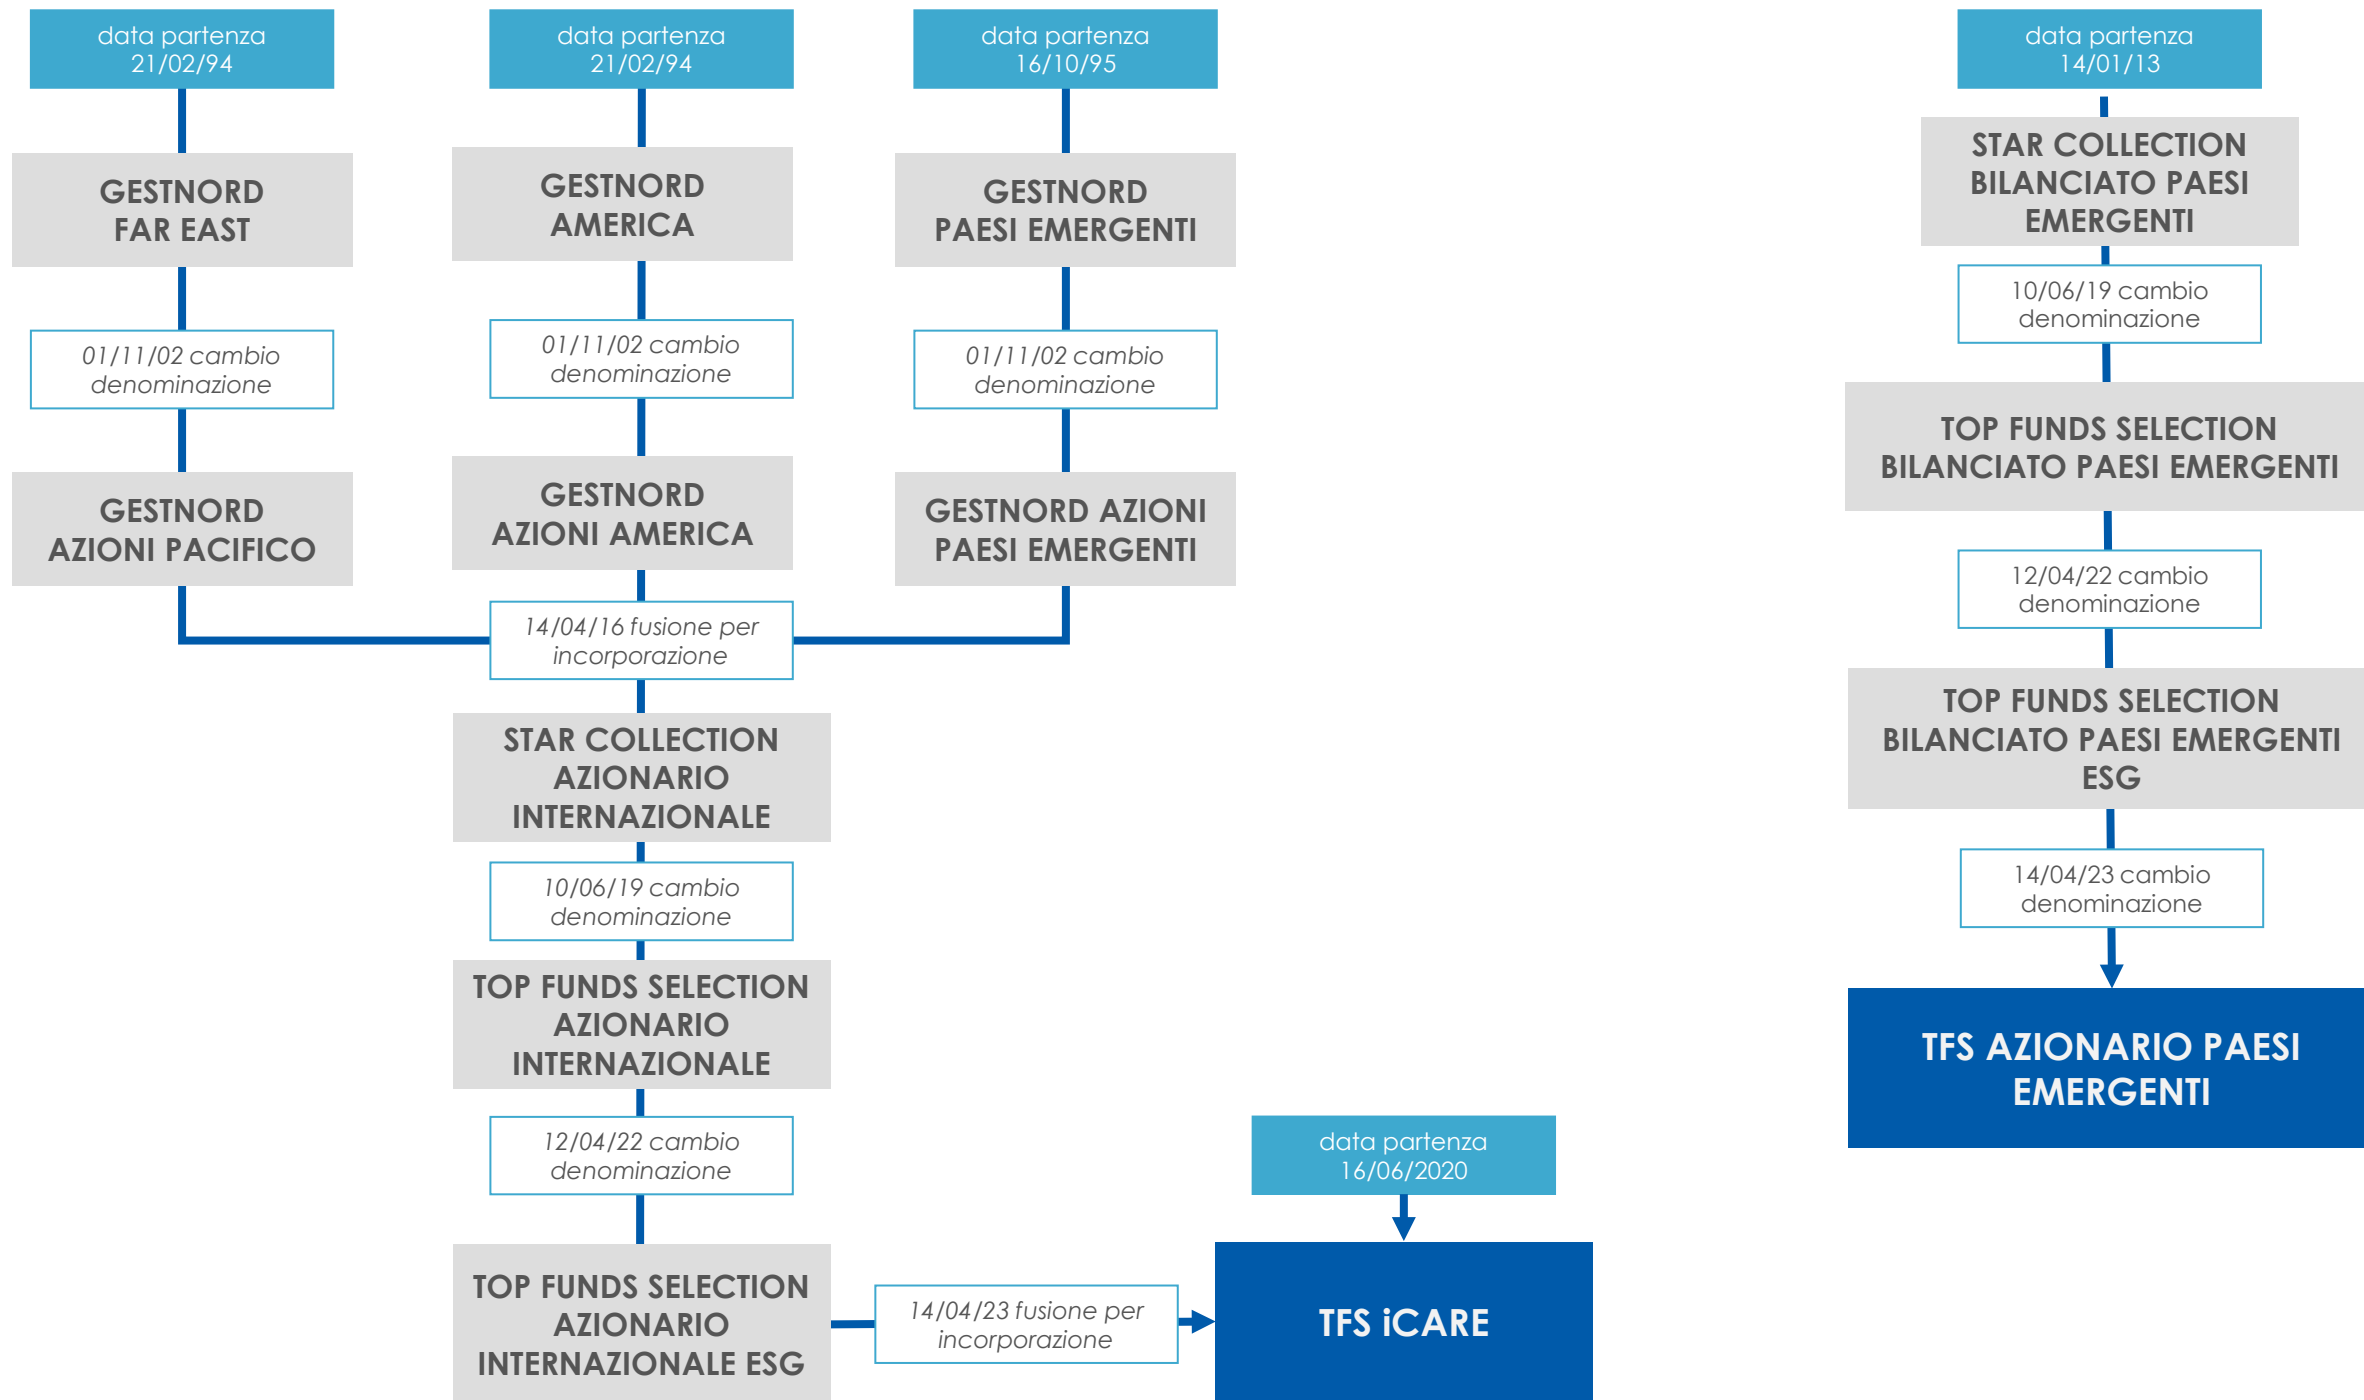 data partenza
21/02/94
GESTNORD
FAR EAST
01/11/02 cambio
denominazione
GESTNORD
AZIONI PACIFICO
data partenza
21/02/94
GESTNORD
AMERICA
01/11/02 cambio
denominazione
GESTNORD
AZIONI AMERICA
data partenza
16/10/95
GESTNORD
PAESI EMERGENTI
01/11/02 cambio
denominazione
GESTNORD AZIONI
PAESI EMERGENTI
14/04/16 fusione per
incorporazione
STAR COLLECTION
AZIONARIO
INTERNAZIONALE
10/06/19 cambio
denominazione
TOP FUNDS SELECTION
AZIONARIO
INTERNAZIONALE
12/04/22 cambio
denominazione
TOP FUNDS SELECTION
AZIONARIO
INTERNAZIONALE ESG
14/04/23 fusione per
incorporazione
data partenza
16/06/2020
TFS iCARE
data partenza
14/01/13
STAR COLLECTION
BILANCIATO PAESI
EMERGENTI
10/06/19 cambio
denominazione
TOP FUNDS SELECTION
BILANCIATO PAESI EMERGENTI
12/04/22 cambio
denominazione
TOP FUNDS SELECTION
BILANCIATO PAESI EMERGENTI
ESG
14/04/23 cambio
denominazione
TFS AZIONARIO PAESI
EMERGENTI